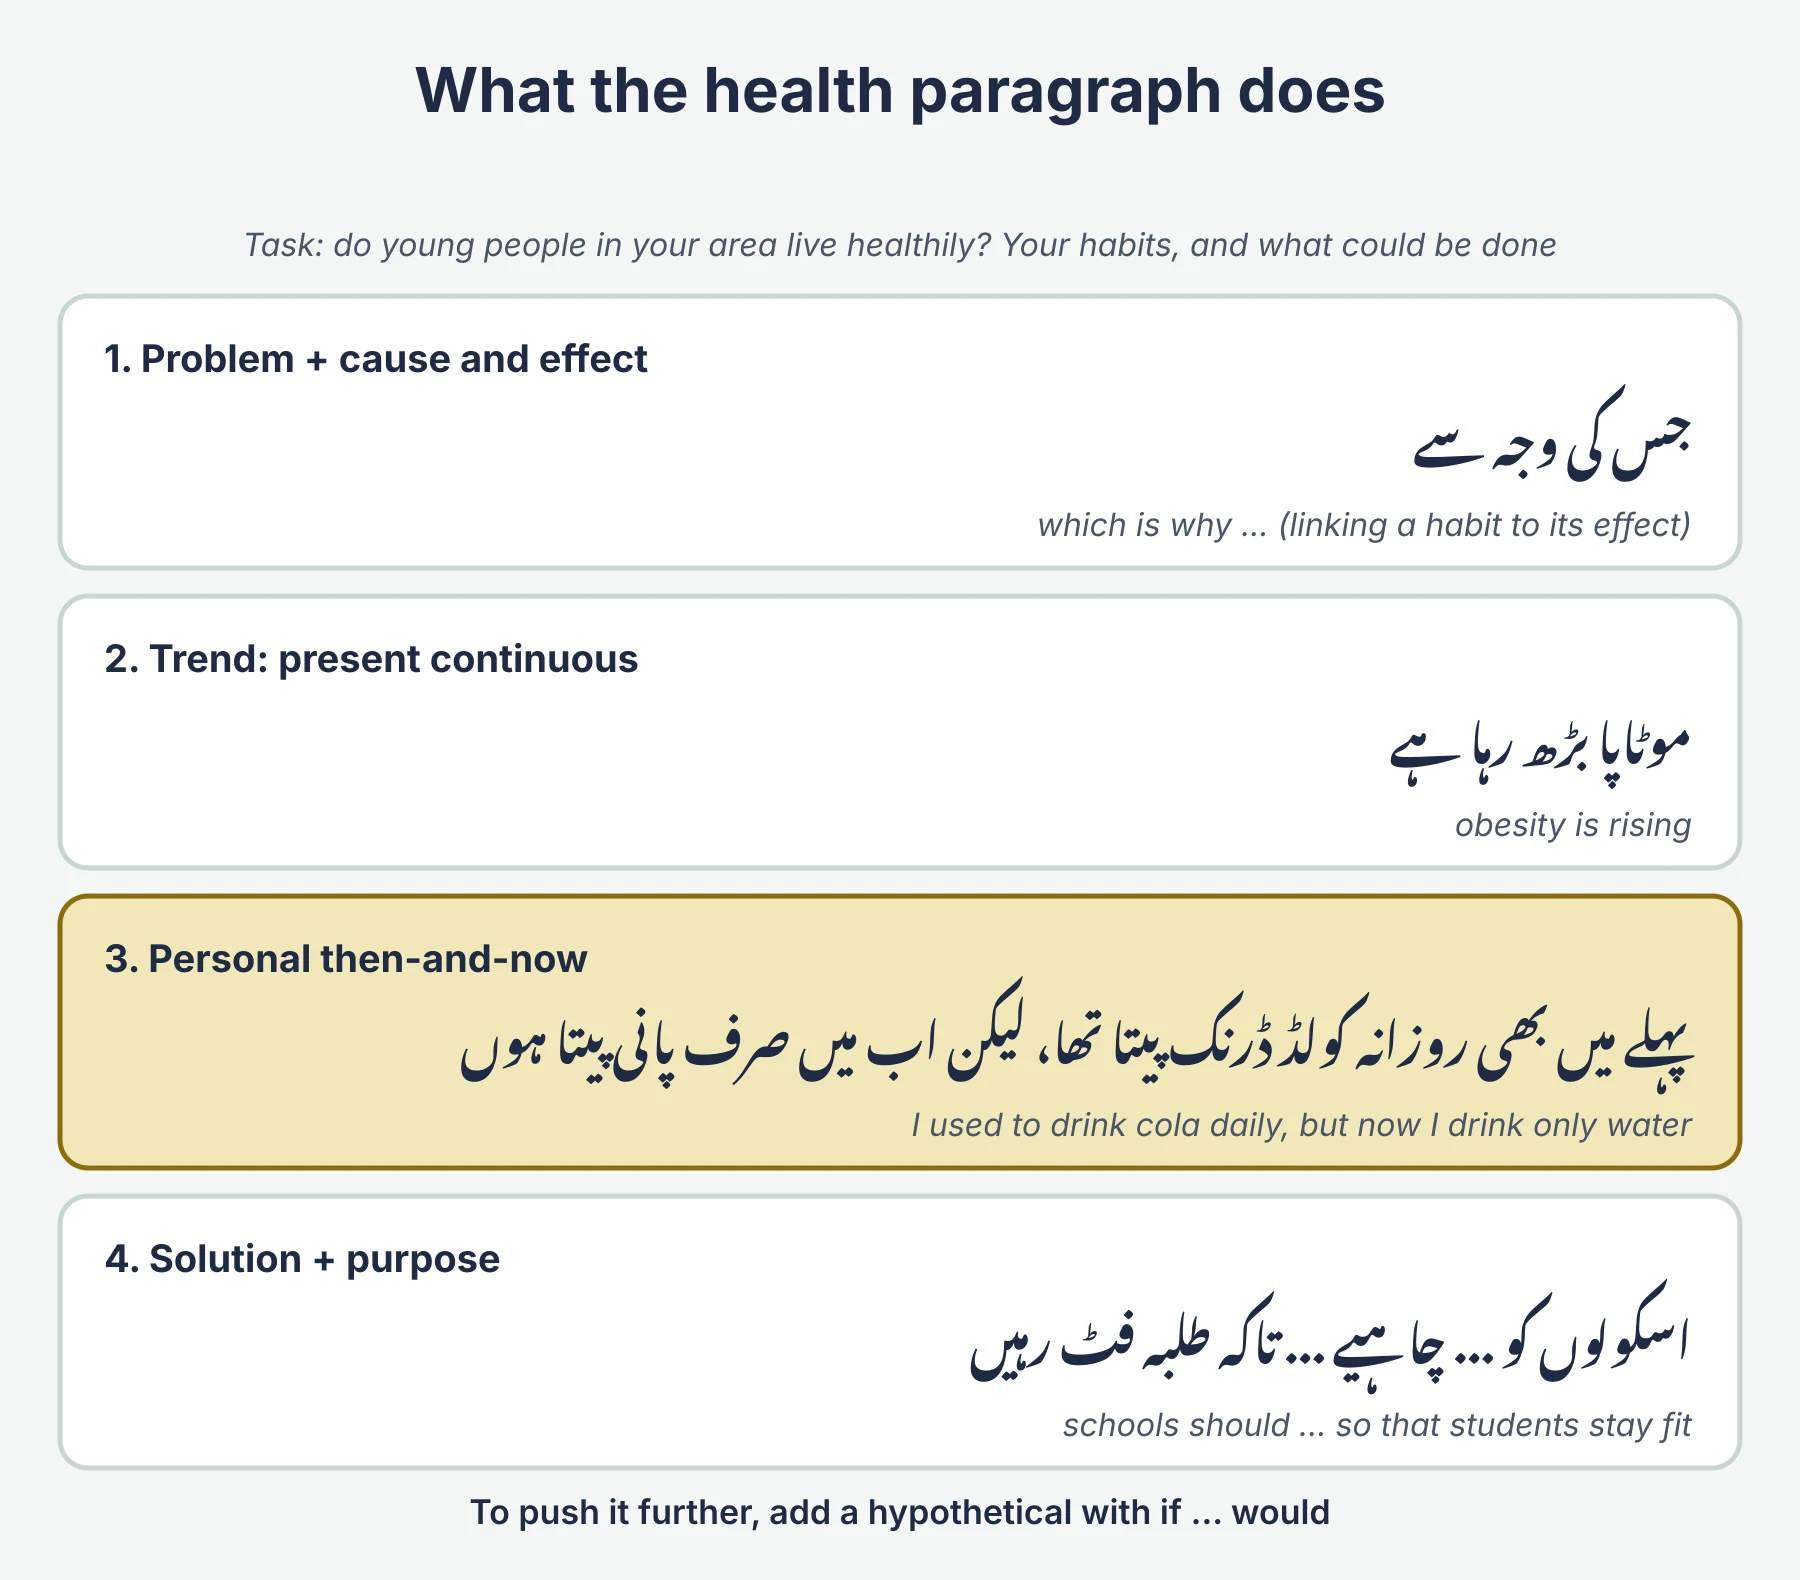 What the health paragraph does
Task: do young people in your area live healthily? Your habits, and what could be done
1. Problem + cause and effect
جس کی وجہ سے
which is why ... (linking a habit to its effect)
2. Trend: present continuous
موٹاپا بڑھ رہا ہے
obesity is rising
3. Personal then-and-now
پہلے میں بھی روزانہ کولڈ ڈرنک پیتا تھا، لیکن اب میں صرف پانی پیتا ہوں
I used to drink cola daily, but now I drink only water
4. Solution + purpose
اسکولوں کو ... چاہیے ... تاکہ طلبہ فٹ رہیں
schools should ... so that students stay fit
To push it further, add a hypothetical with if ... would